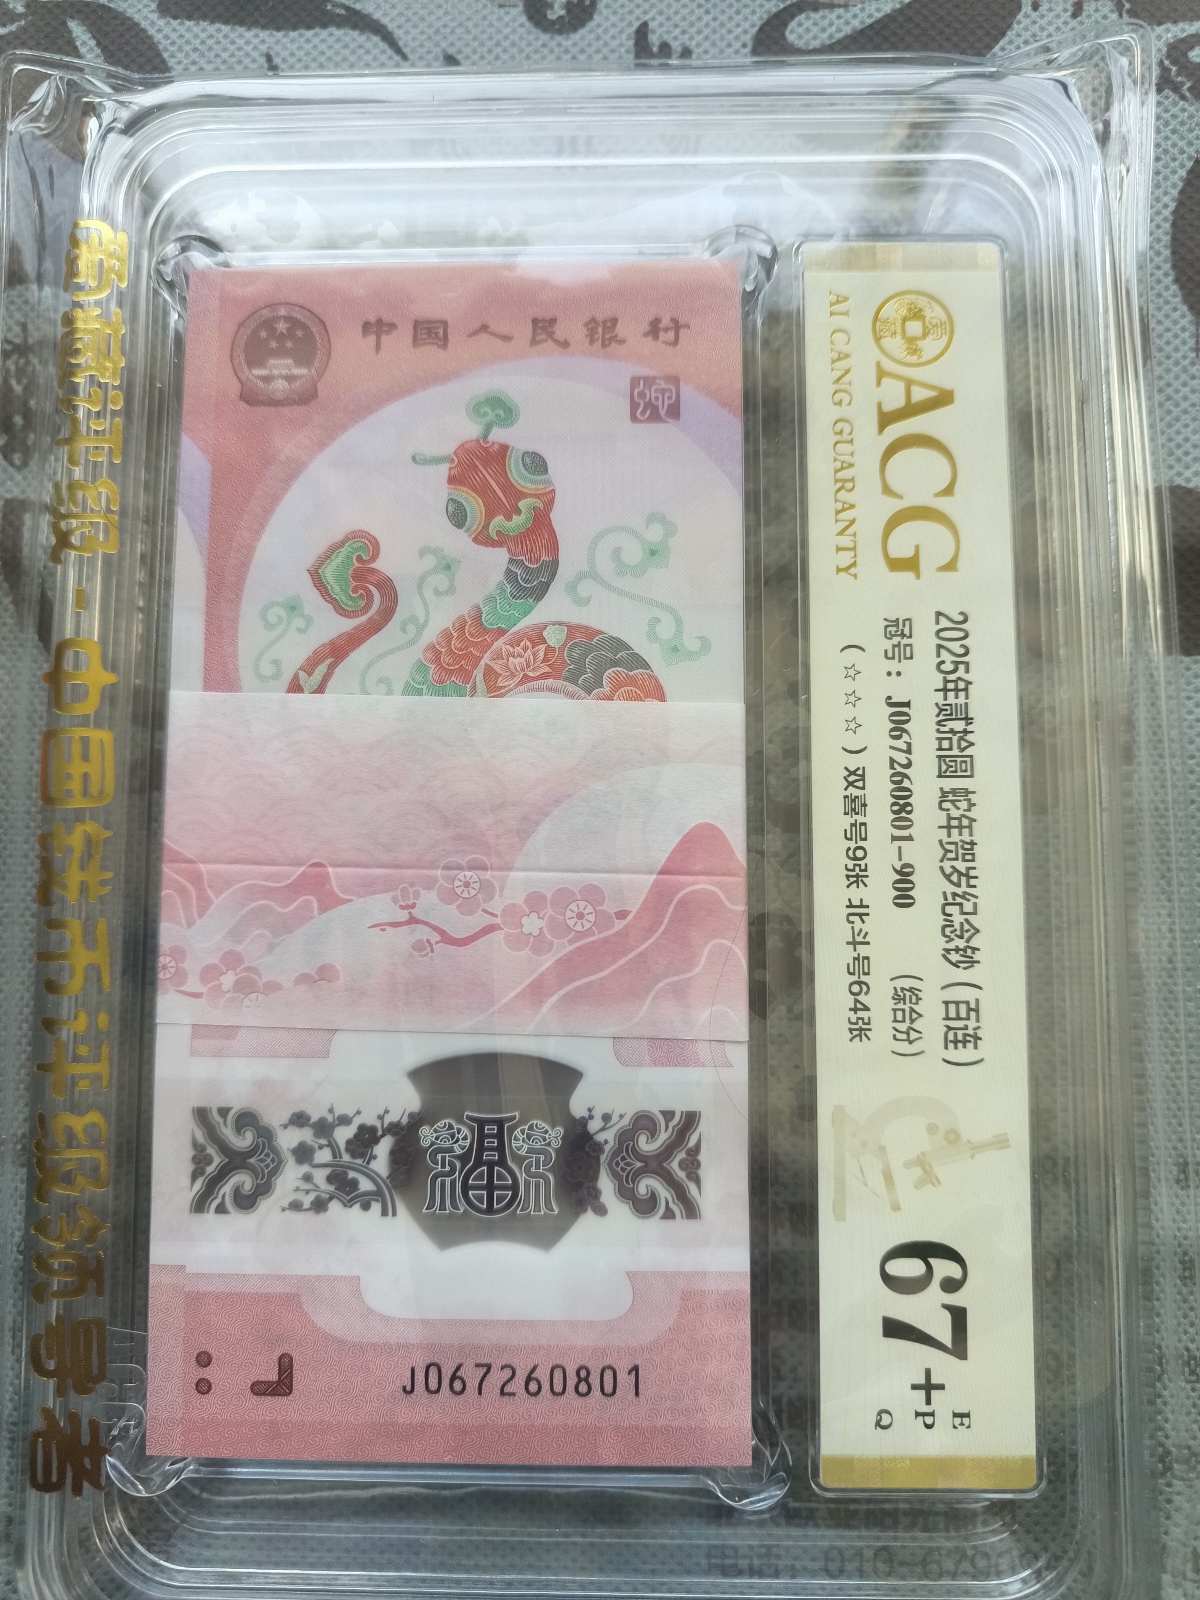 爱藏评级-中国钱币评级领导者
中国人民银行
蛇
福
J067260801
ACG
AI CANG GUARANTY
2025年贰拾圆 蛇年贺岁纪念钞（百连）
冠号：J067260801-900 （综合分）
（☆☆☆）双喜号9张 北斗号64张
67+
E
P
Q